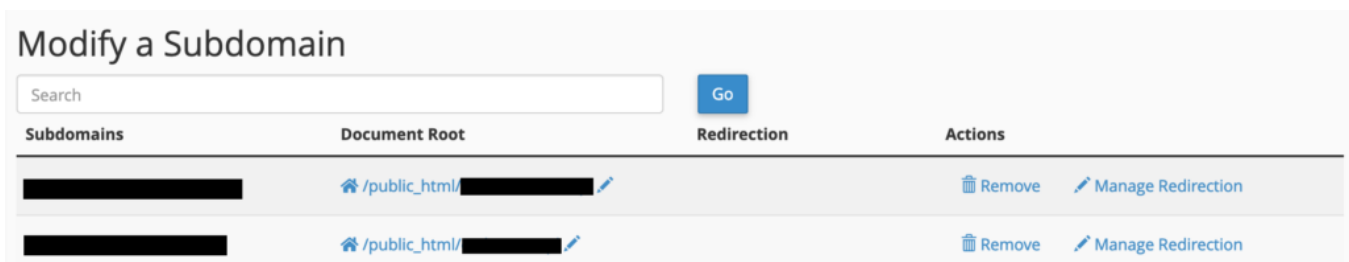 Modify a Subdomain
Search Go
Subdomains Document Root Redirection Actions
/public_html/ Remove Manage Redirection
/public_html/ Remove Manage Redirection